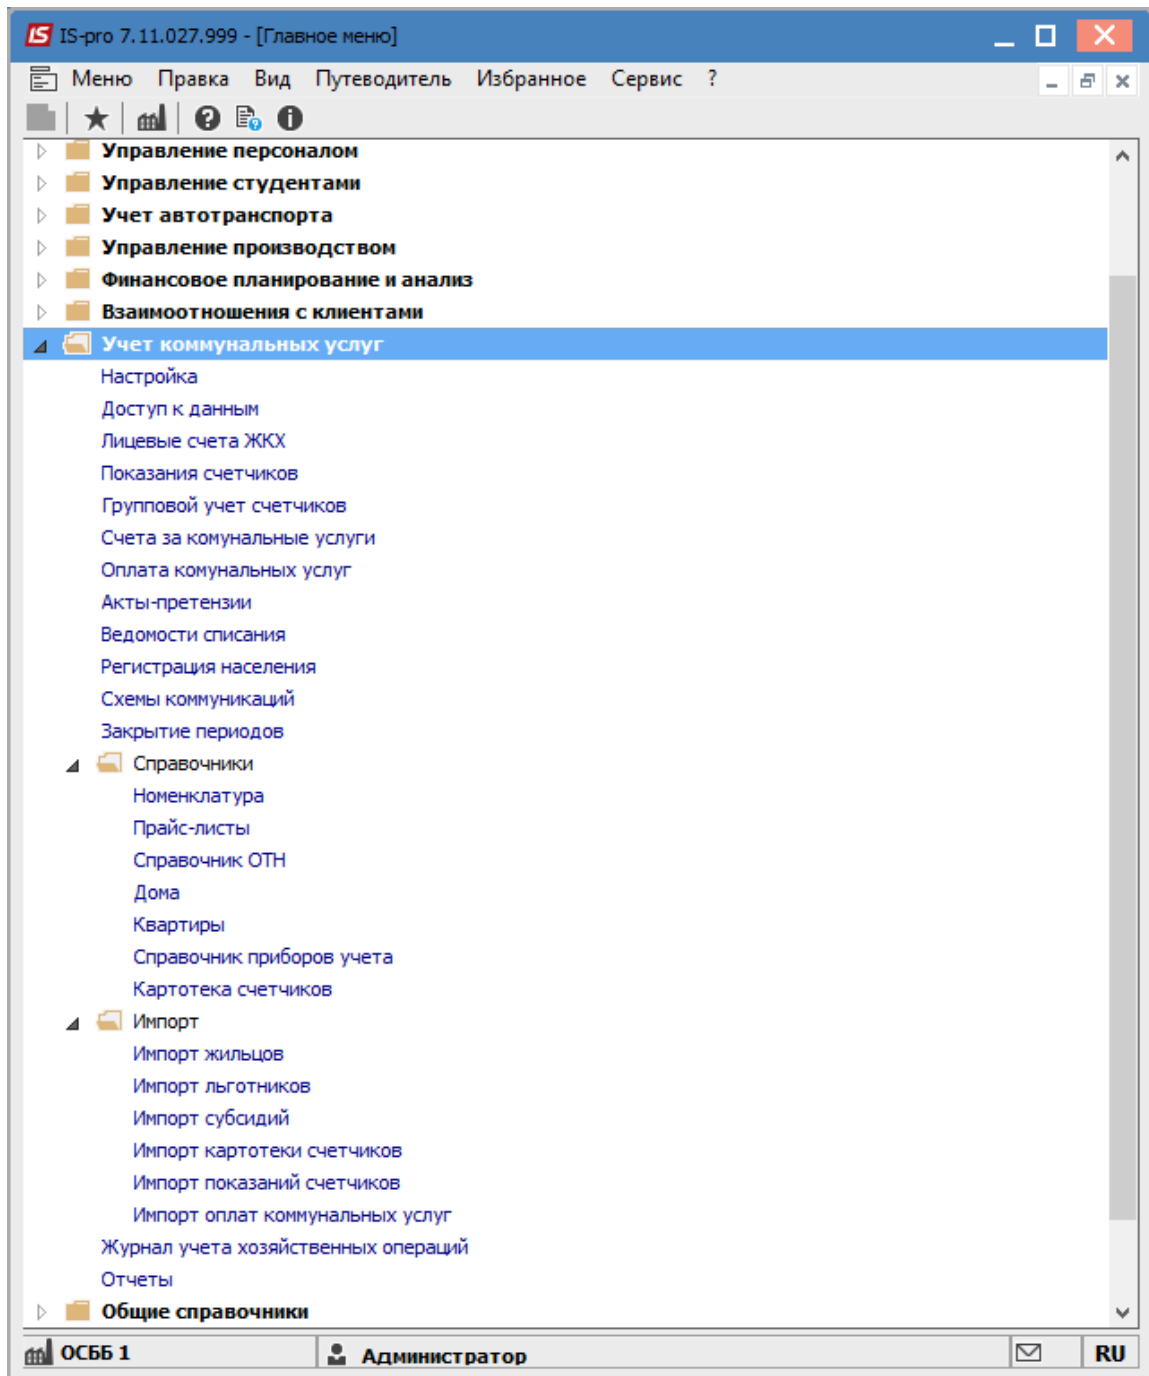 IS IS-pro 7.11.027.999 - [Главное меню]
Меню Правка Вид Путеводитель Избранное Сервис ?
Управление персоналом
Управление студентами
Учет автотранспорта
Управление производством
Финансовое планирование и анализ
Взаимоотношения с клиентами
Учет коммунальных услуг
Настройка
Доступ к данным
Лицевые счета ЖКХ
Показания счетчиков
Групповой учет счетчиков
Счета за комунальные услуги
Оплата комунальных услуг
Акты-претензии
Ведомости списания
Регистрация населения
Схемы коммуникаций
Закрытие периодов
Справочники
Номенклатура
Прайс-листы
Справочник ОТН
Дома
Квартиры
Справочник приборов учета
Картотека счетчиков
Импорт
Импорт жильцов
Импорт льготников
Импорт субсидий
Импорт картотеки счетчиков
Импорт показаний счетчиков
Импорт оплат коммунальных услуг
Журнал учета хозяйственных операций
Отчеты
Общие справочники
ОСББ 1 Администратор RU